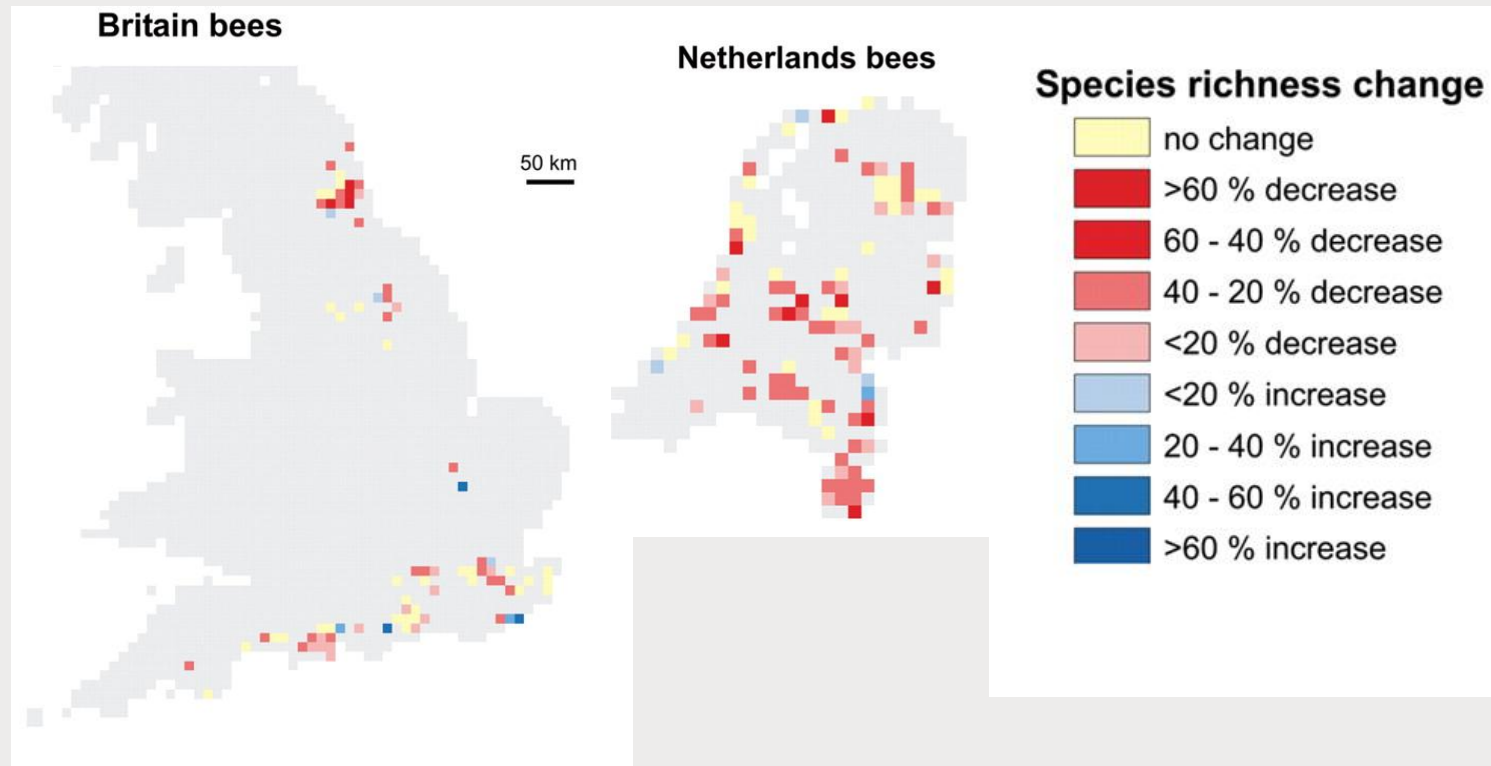 Britain bees
Netherlands bees
50 km
Species richness change
no change
>60 % decrease
60 - 40 % decrease
40 - 20 % decrease
<20 % decrease
<20 % increase
20 - 40 % increase
40 - 60 % increase
>60 % increase